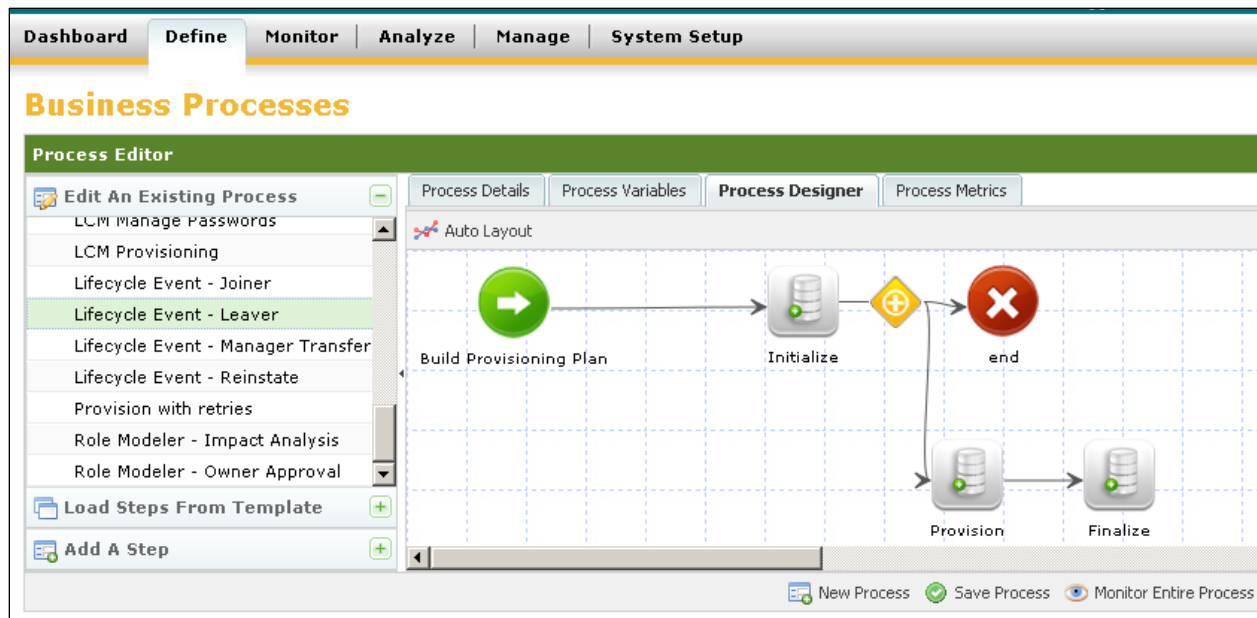 Dashboard Define Monitor Analyze Manage System Setup
Business Processes
Process Editor
Edit An Existing Process
LCM Manage Passwords
LCM Provisioning
Lifecycle Event - Joiner
Lifecycle Event - Leaver
Lifecycle Event - Manager Transfer
Lifecycle Event - Reinstate
Provision with retries
Role Modeler - Impact Analysis
Role Modeler - Owner Approval
Load Steps From Template
Add A Step
Process Details Process Variables Process Designer Process Metrics
Auto Layout
Build Provisioning Plan Initialize end
Provision Finalize
New Process Save Process Monitor Entire Process